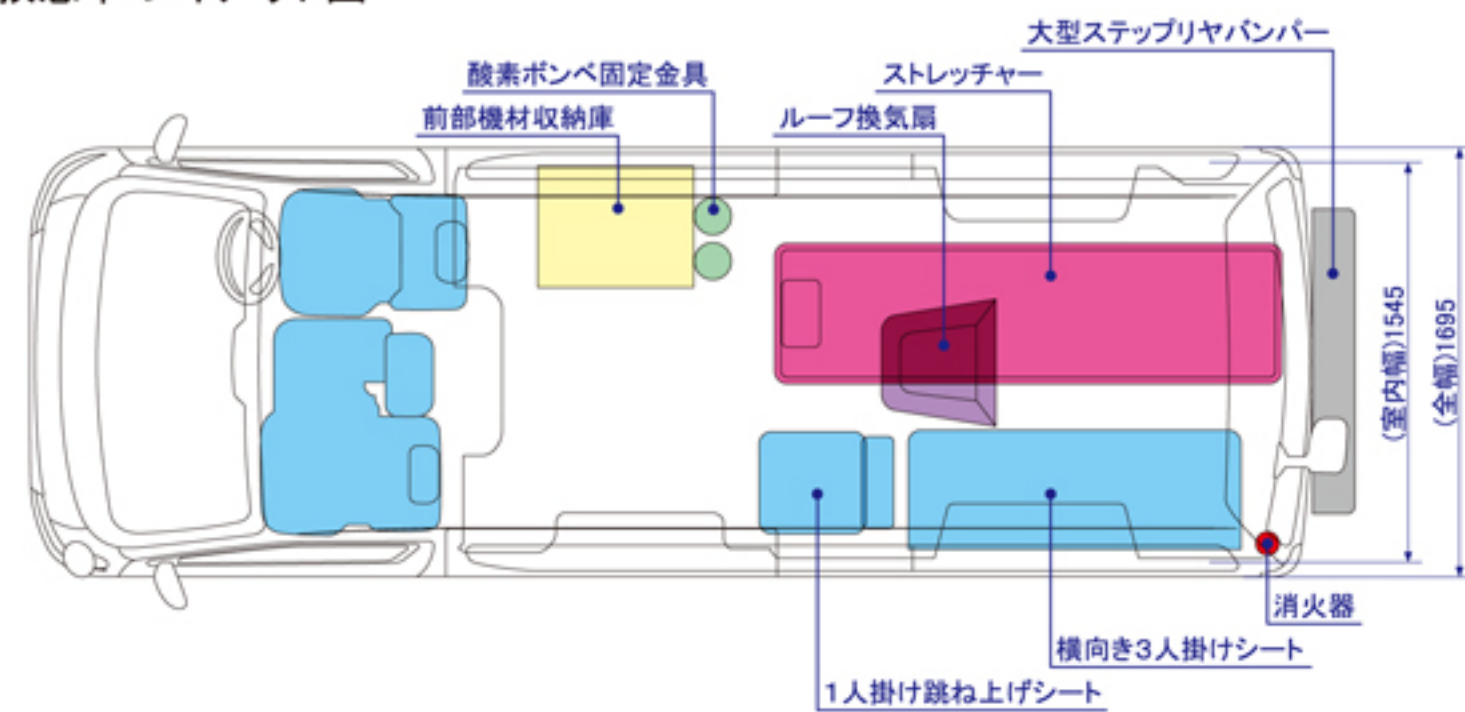 大型ステップリヤバンパー
酸素ボンベ固定金具
ストレッチャー
前部機材収納庫
ルーフ換気扇
(室内幅)1545
(全幅)1695
消火器
横向き3人掛けシート
1人掛け跳ね上げシート